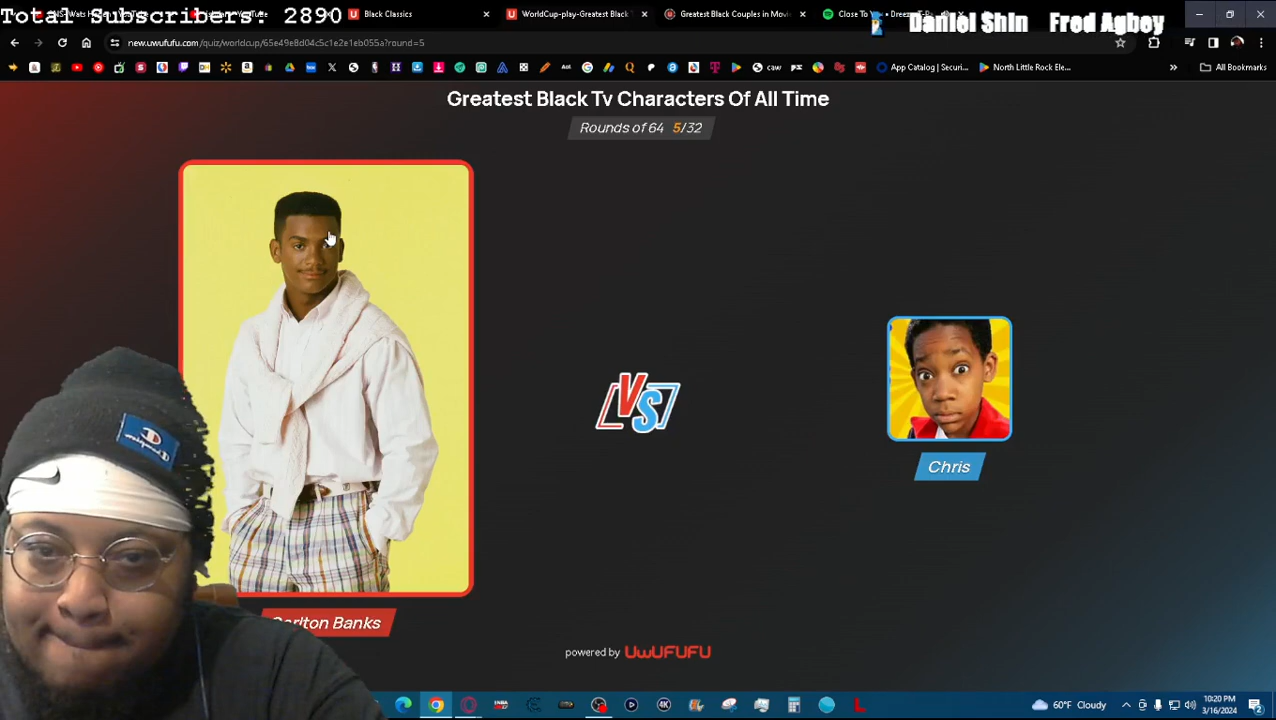 Total Subscribers: 2890
Daniel Shin Fred Agboy
Black Classics
WorldCup-play-Greatest Black
Greatest Black Couples In Movi
new.uwufufu.com/quiz/worldcup/65e49e8d04c5c1e2e1eb055a?round=5
App Catalog | Securi...
North Little Rock Ele...
All Bookmarks
Greatest Black Tv Characters Of All Time
Rounds of 64 5/32
VS
Chris
Champion
Carlton Banks
powered by UWUFUFU
60°F Cloudy
10:20 PM
3/16/2024